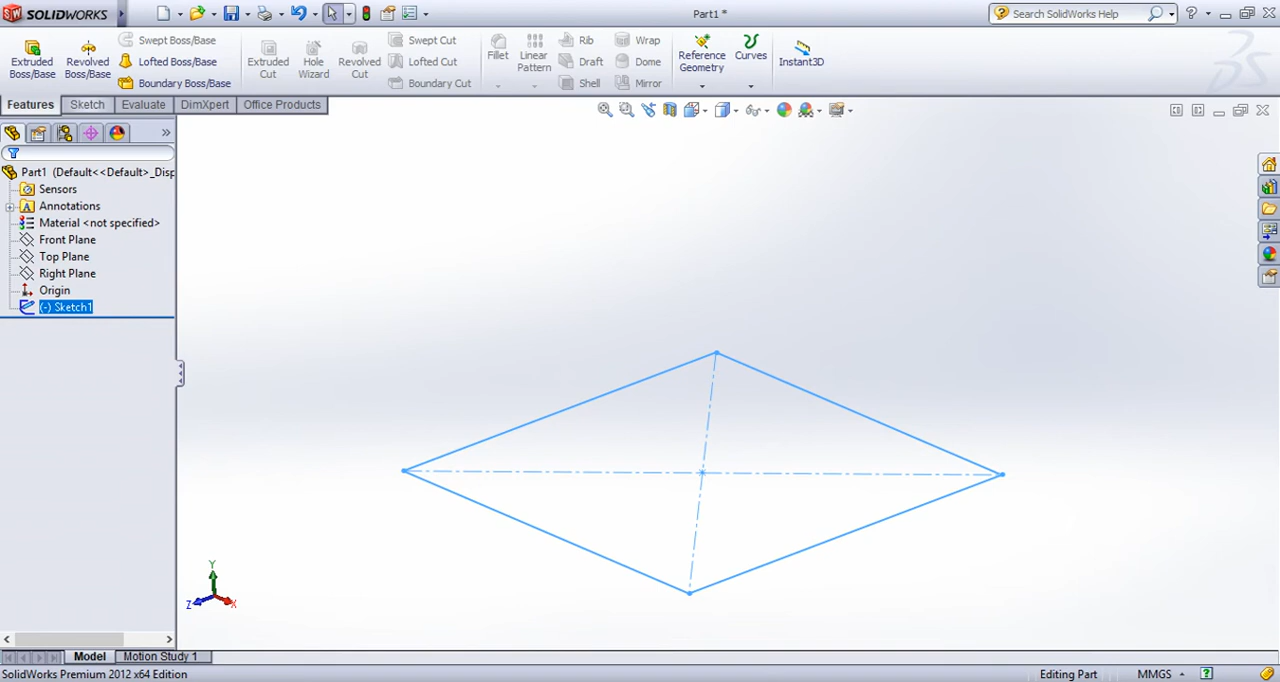 SOLIDWORKS
Part1 *
Search SolidWorks Help
Extruded Boss/Base
Revolved Boss/Base
Swept Boss/Base
Lofted Boss/Base
Boundary Boss/Base
Extruded Cut
Hole Wizard
Revolved Cut
Swept Cut
Lofted Cut
Boundary Cut
Fillet
Linear Pattern
Rib
Draft
Shell
Wrap
Dome
Mirror
Reference Geometry
Curves
Instant3D
Features Sketch Evaluate DimXpert Office Products
Part1 (Default<<Default>_Disp
Sensors
Annotations
Material <not specified>
Front Plane
Top Plane
Right Plane
Origin
(-) Sketch1
Y
Z X
Model Motion Study 1
SolidWorks Premium 2012 x64 Edition Editing Part MMGS